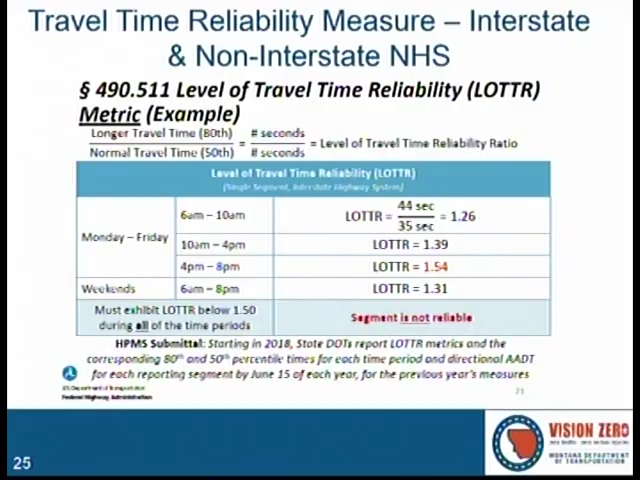 Travel Time Reliability Measure – Interstate
& Non-Interstate NHS
§ 490.511 Level of Travel Time Reliability (LOTTR)
Metric (Example)
Longer Travel Time (80th) / Normal Travel Time (50th) = # seconds / # seconds = Level of Travel Time Reliability Ratio
Level of Travel Time Reliability (LOTTR)
(Single Segment, Interstate Highway System)
Monday – Friday
6am – 10am
LOTTR = 44 sec / 35 sec = 1.26
10am – 4pm
LOTTR = 1.39
4pm – 8pm
LOTTR = 1.54
Weekends
6am – 8pm
LOTTR = 1.31
Must exhibit LOTTR below 1.50
during all of the time periods
Segment is not reliable
HPMS Submittal: Starting in 2018, State DOTs report LOTTR metrics and the
corresponding 80th and 50th percentile times for each time period and directional AADT
for each reporting segment by June 15 of each year, for the previous year's measures
U.S. Department of Transportation
Federal Highway Administration
25
VISION ZERO
MONTANA DEPARTMENT
OF TRANSPORTATION